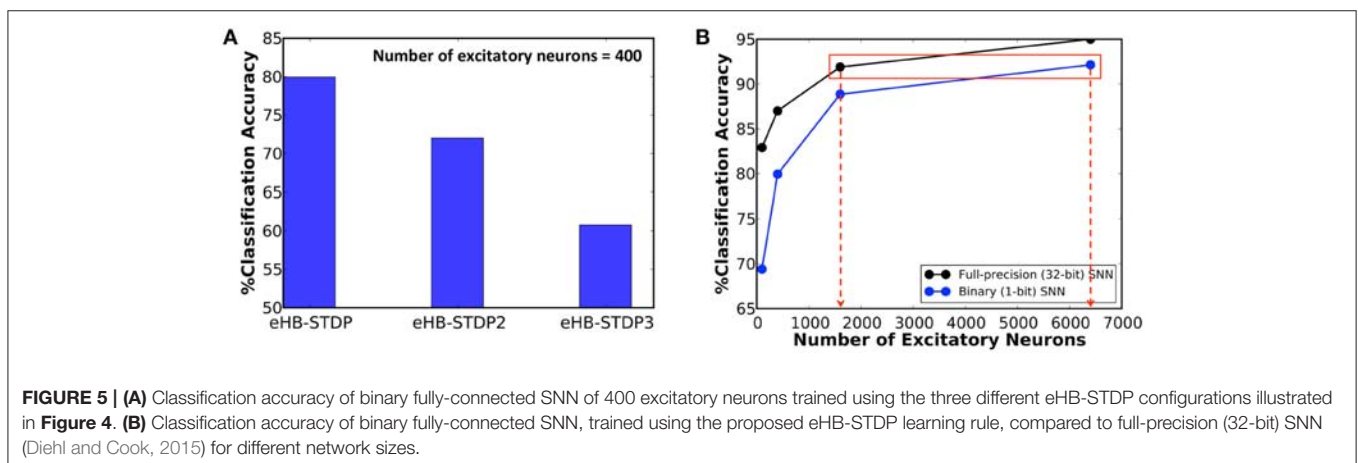 A
85
80
75
70
65
60
55
50
%Classification Accuracy
Number of excitatory neurons = 400
eHB-STDP eHB-STDP2 eHB-STDP3
B
95
90
85
80
75
70
65
%Classification Accuracy
Full-precision (32-bit) SNN
Binary (1-bit) SNN
0 1000 2000 3000 4000 5000 6000 7000
Number of Excitatory Neurons
FIGURE 5 | (A) Classification accuracy of binary fully-connected SNN of 400 excitatory neurons trained using the three different eHB-STDP configurations illustrated
in Figure 4. (B) Classification accuracy of binary fully-connected SNN, trained using the proposed eHB-STDP learning rule, compared to full-precision (32-bit) SNN
(Diehl and Cook, 2015) for different network sizes.